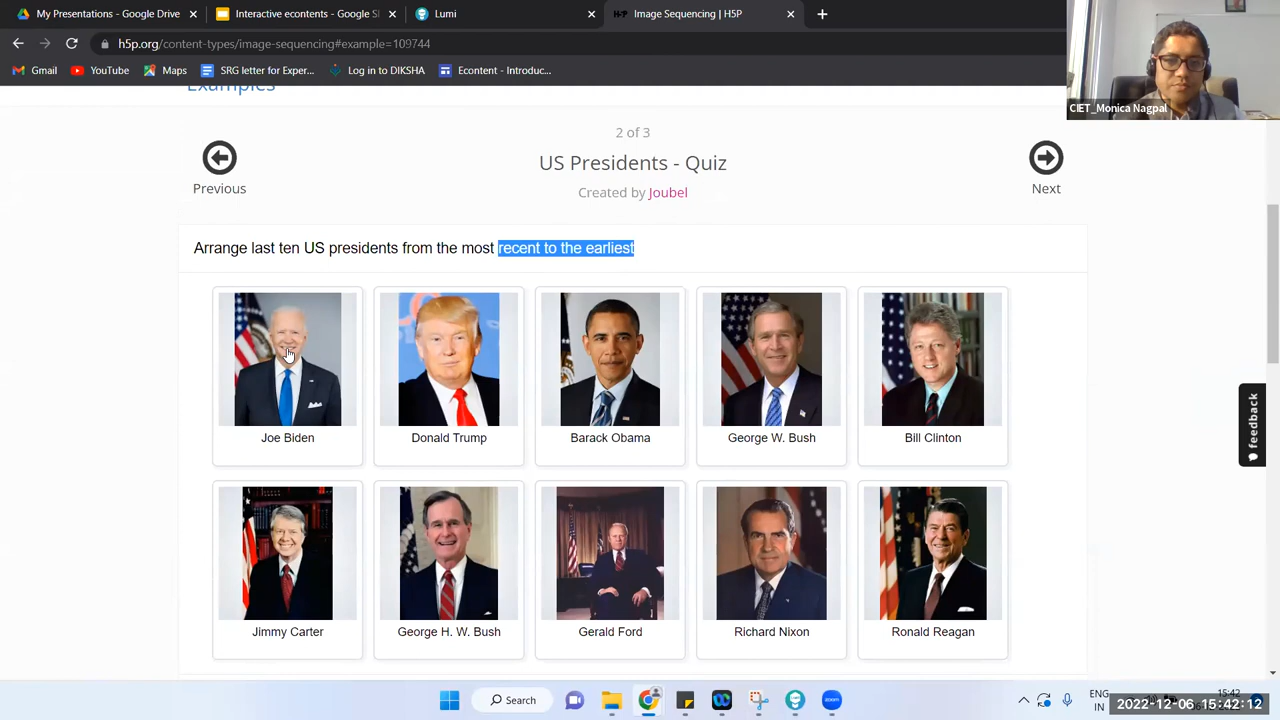 My Presentations - Google Drive
Interactive econtents - Google Sl
Lumi
H-P Image Sequencing | H5P
h5p.org/content-types/image-sequencing#example=109744
Gmail
YouTube
Maps
SRG letter for Exper...
Log in to DIKSHA
Econtent - Introduc...
CIET_Monica Nagpal
Examples
2 of 3
Previous
US Presidents - Quiz
Next
Created by Joubel
Arrange last ten US presidents from the most recent to the earliest
Joe Biden
Donald Trump
Barack Obama
George W. Bush
Bill Clinton
feedback
Jimmy Carter
George H. W. Bush
Gerald Ford
Richard Nixon
Ronald Reagan
Search
zoom
ENG
IN
15:42
2022-12-06 15:42:12